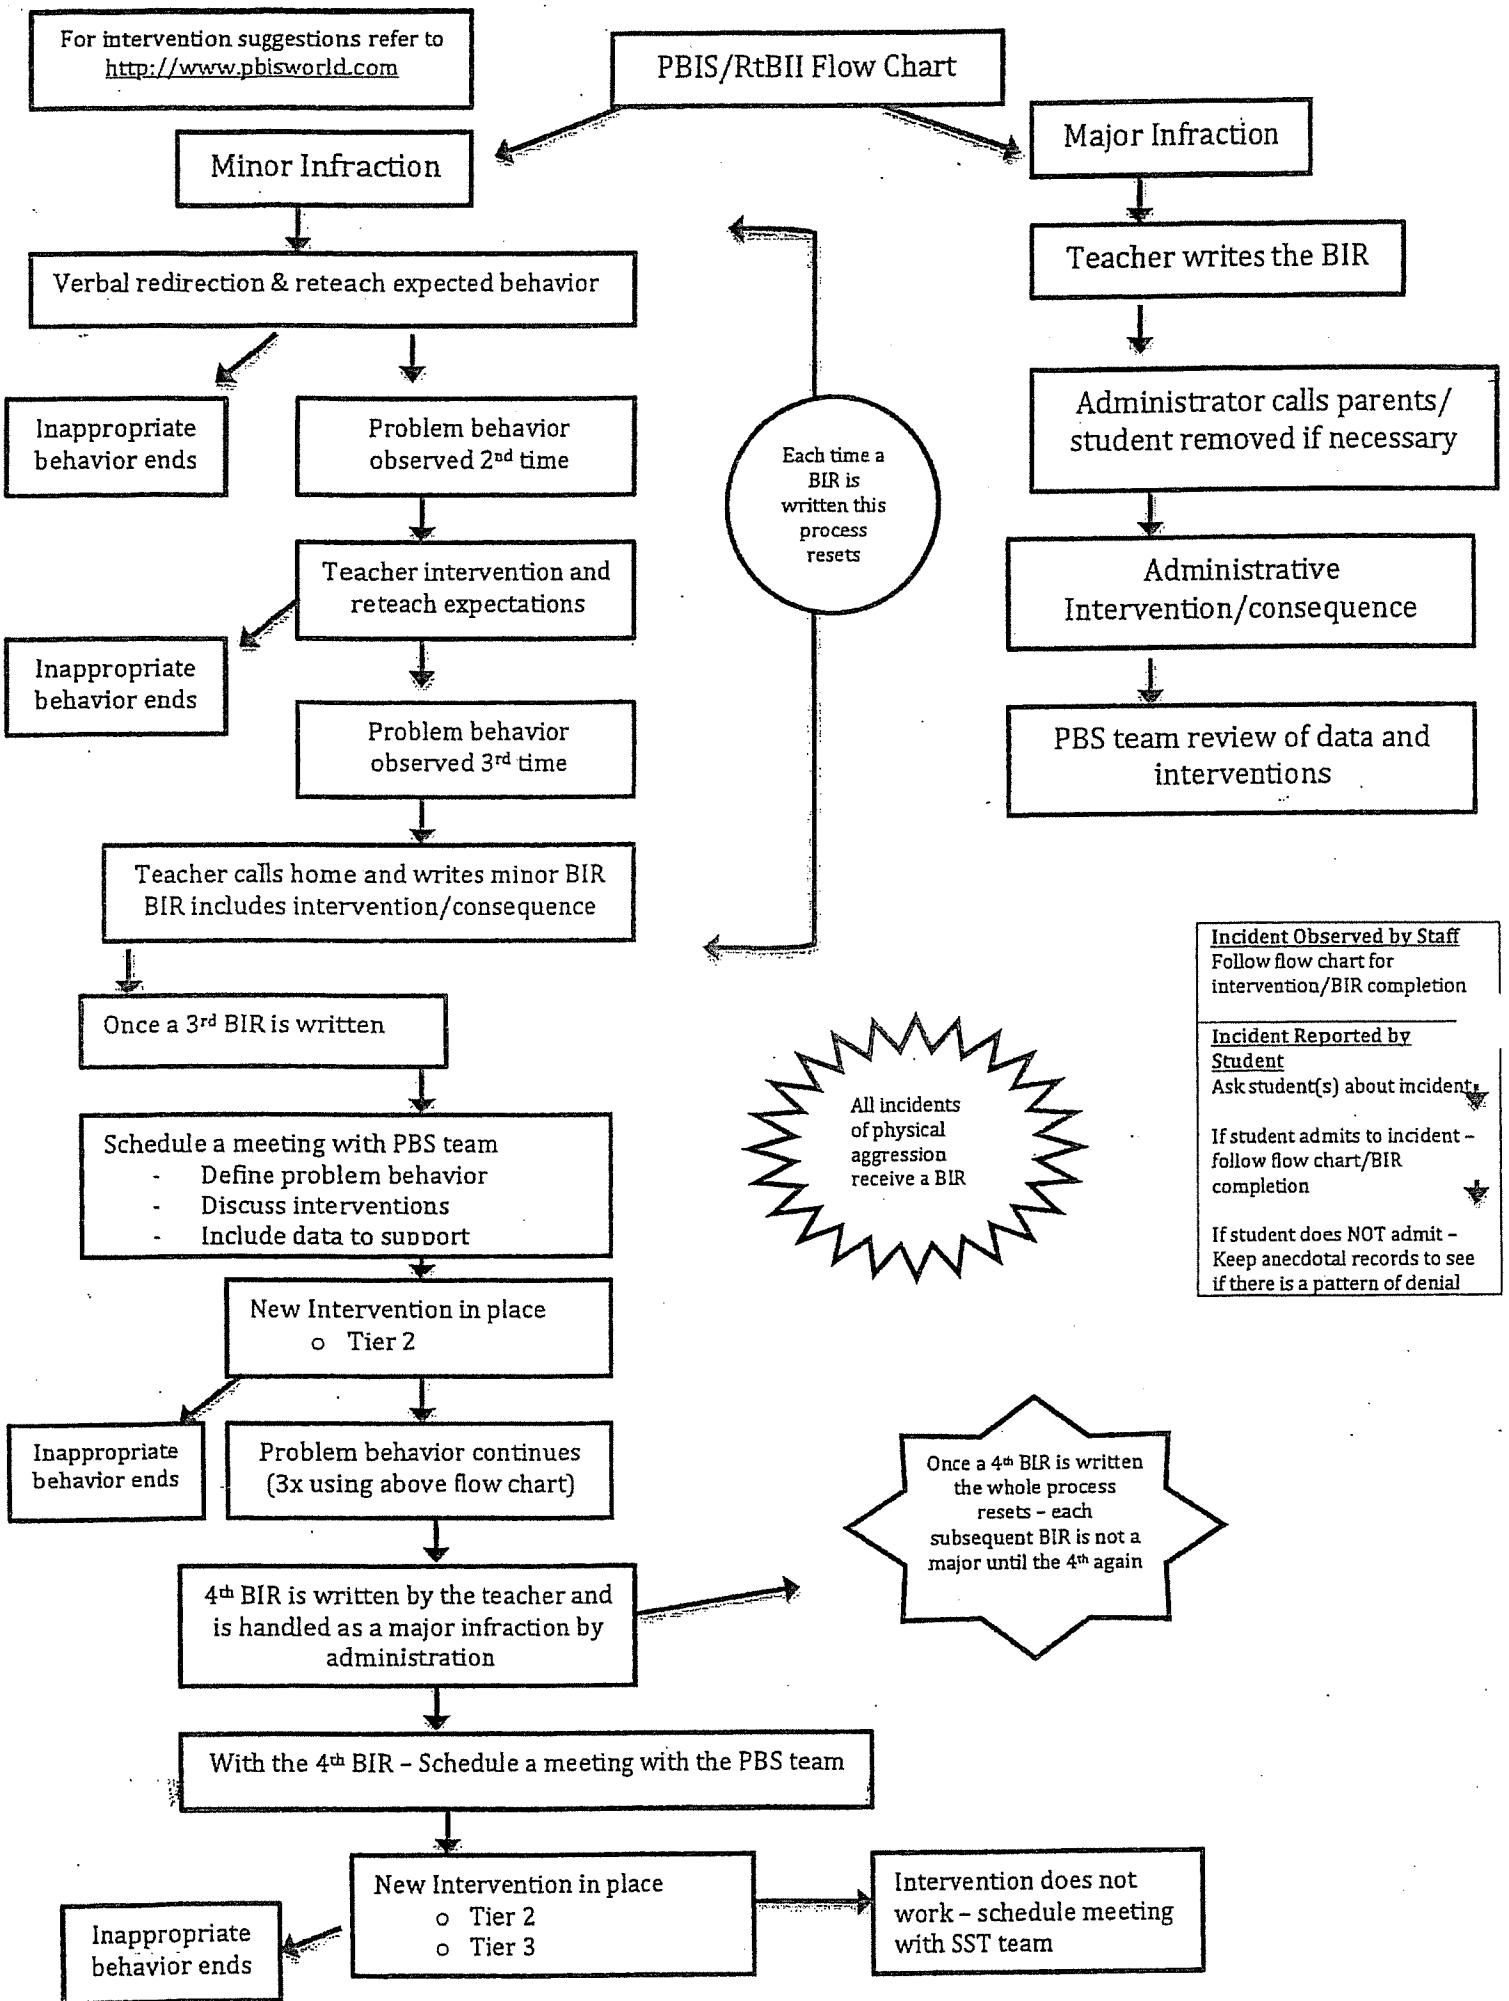 For intervention suggestions refer to
http://www.pbisworld.com
PBIS/RtBII Flow Chart
Minor Infraction
Major Infraction
Verbal redirection & reteach expected behavior
Teacher writes the BIR
Inappropriate
behavior ends
Problem behavior
observed 2nd time
Administrator calls parents/
student removed if necessary
Each time a
BIR is
written this
process
resets
Teacher intervention and
reteach expectations
Administrative
Intervention/consequence
Inappropriate
behavior ends
Problem behavior
observed 3rd time
PBS team review of data and
interventions
Teacher calls home and writes minor BIR
BIR includes intervention/consequence
Incident Observed by Staff
Follow flow chart for
intervention/BIR completion
Incident Reported by
Student
Ask student(s) about incident.
If student admits to incident –
follow flow chart/BIR
completion
If student does NOT admit –
Keep anecdotal records to see
if there is a pattern of denial
Once a 3rd BIR is written
All incidents
of physical
aggression
receive a BIR
Schedule a meeting with PBS team
- Define problem behavior
- Discuss interventions
- Include data to support
New Intervention in place
o Tier 2
Inappropriate
behavior ends
Problem behavior continues
(3x using above flow chart)
Once a 4th BIR is written
the whole process
resets – each
subsequent BIR is not a
major until the 4th again
4th BIR is written by the teacher and
is handled as a major infraction by
administration
With the 4th BIR – Schedule a meeting with the PBS team
New Intervention in place
o Tier 2
o Tier 3
Intervention does not
work – schedule meeting
with SST team
Inappropriate
behavior ends